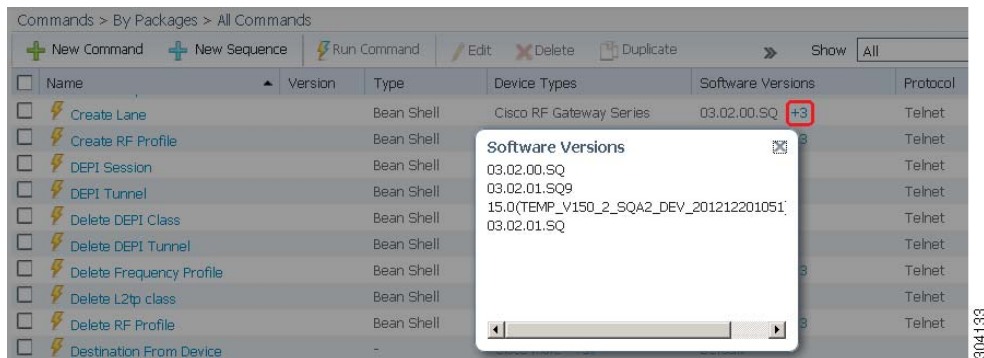 Commands > By Packages > All Commands
New Command New Sequence Run Command Edit Delete Duplicate » Show All
Name Version Type Device Types Software Versions Protocol
Create Lane Bean Shell Cisco RF Gateway Series 03.02.00.SQ +3 Telnet
Create RF Profile Bean Shell 3 Telnet
DEPI Session Bean Shell Telnet
DEPI Tunnel Bean Shell Telnet
Delete DEPI Class Bean Shell Telnet
Delete DEPI Tunnel Bean Shell Telnet
Delete Frequency Profile Bean Shell 3 Telnet
Delete L2tp class Bean Shell Telnet
Delete RF Profile Bean Shell 3 Telnet
Destination From Device -
Software Versions
03.02.00.SQ
03.02.01.SQ9
15.0(TEMP_V150_2_SQA2_DEV_201212201051)
03.02.01.SQ
304133